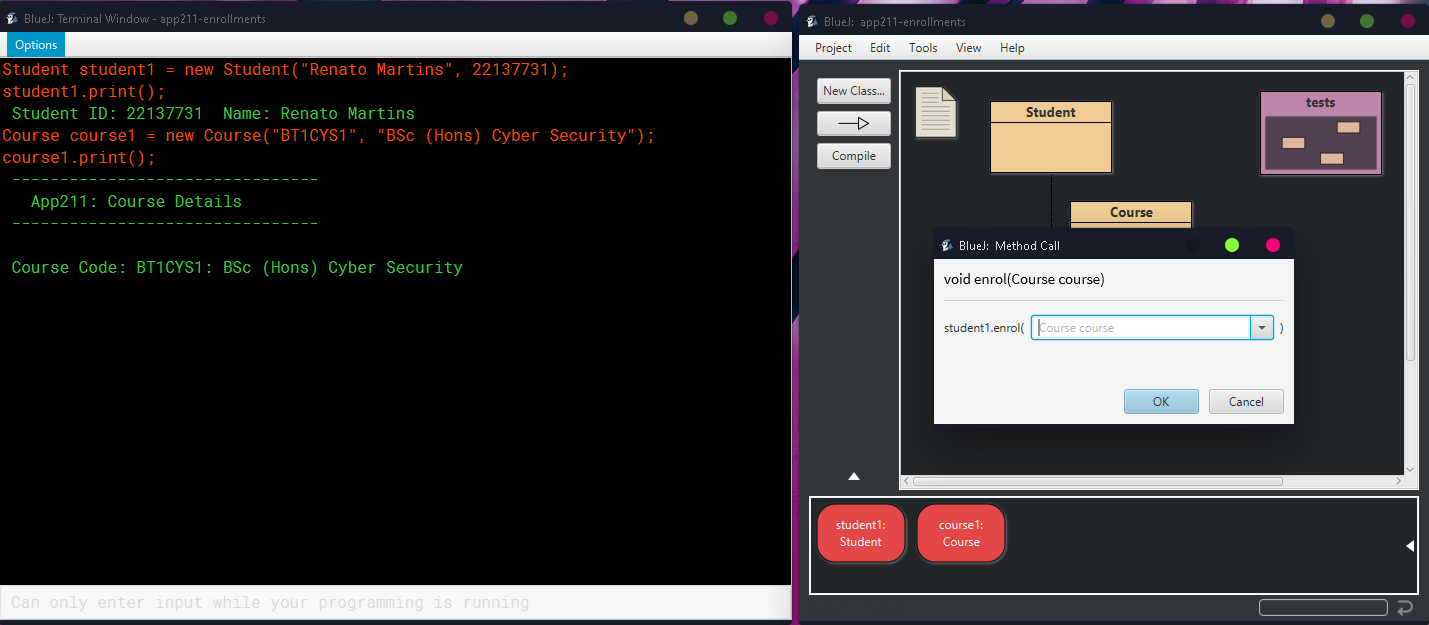 BlueJ: Terminal Window - app211-enrollments
Options
Student student1 = new Student("Renato Martins", 22137731);
student1.print();
Student ID: 22137731  Name: Renato Martins
Course course1 = new Course("BT1CYS1", "BSc (Hons) Cyber Security");
course1.print();
--------------------------------
App211: Course Details
--------------------------------
Course Code: BT1CYS1: BSc (Hons) Cyber Security
Can only enter input while your programming is running
BlueJ: app211-enrollments
Project Edit Tools View Help
New Class...
Compile
Student
tests
Course
BlueJ: Method Call
void enrol(Course course)
student1.enrol( Course course )
OK Cancel
student1:
Student
course1:
Course